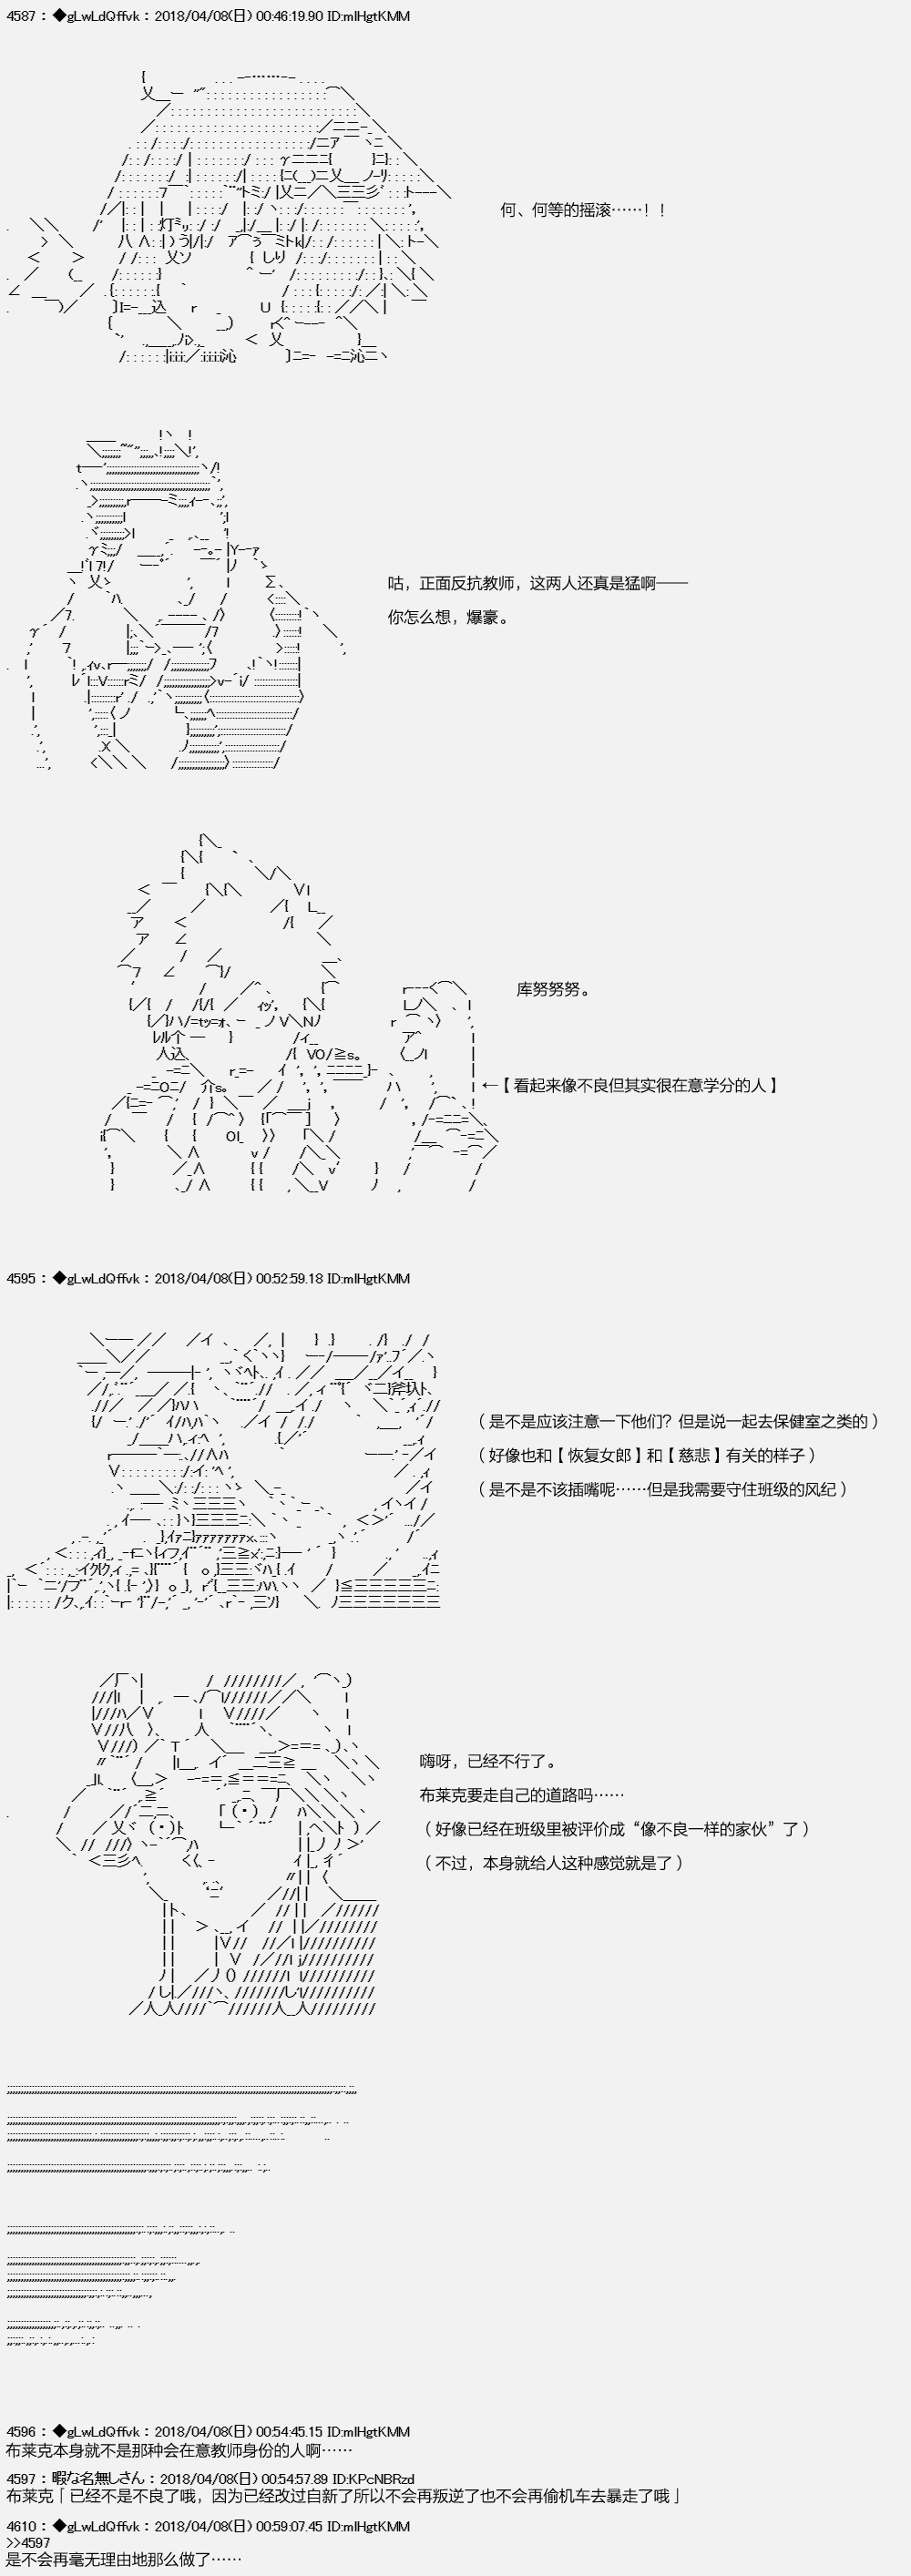 4587 ： ◆gLwLdQffvk ： 2018/04/08(日) 00:46:19.90 ID:mIHgtKMM
何、何等的摇滚……！！
咕，正面反抗教师，这两人还真是猛啊——
你怎么想，爆豪。
库努努努。
←【看起来像不良但其实很在意学分的人】
4595 ： ◆gLwLdQffvk ： 2018/04/08(日) 00:52:59.18 ID:mIHgtKMM
（是不是应该注意一下他们？但是说一起去保健室之类的）
（好像也和【恢复女郎】和【慈悲】有关的样子）
（是不是不该插嘴呢……但是我需要守住班级的风纪）
嗨呀，已经不行了。
布莱克要走自己的道路吗……
（好像已经在班级里被评价成“像不良一样的家伙”了）
（不过，本身就给人这种感觉就是了）
4596 ： ◆gLwLdQffvk ： 2018/04/08(日) 00:54:45.15 ID:mIHgtKMM
布莱克本身就不是那种会在意教师身份的人啊……
4597 ： 暇な名無しさん ： 2018/04/08(日) 00:54:57.89 ID:KPcNBRzd
布莱克「已经不是不良了哦，因为已经改过自新了所以不会再叛逆了也不会再偷机车去暴走了哦」
4610 ： ◆gLwLdQffvk ： 2018/04/08(日) 00:59:07.45 ID:mIHgtKMM
>>4597
是不会再毫无理由地那么做了……